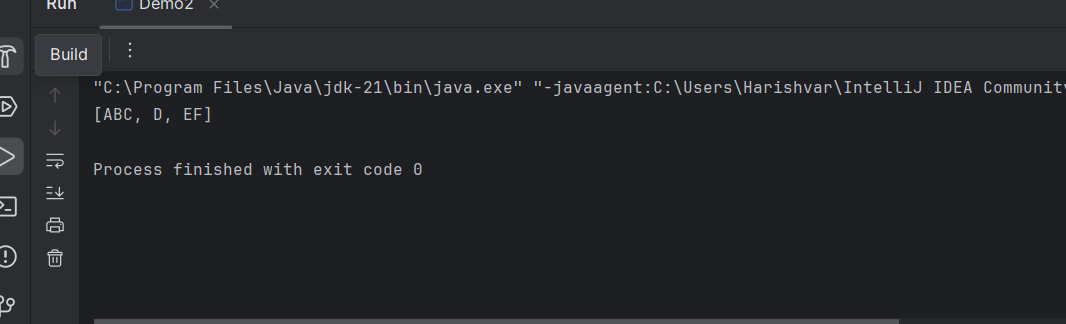 Run Demo2
Build
"C:\Program Files\Java\jdk-21\bin\java.exe" "-javaagent:C:\Users\Harishvar\IntelliJ IDEA Community
[ABC, D, EF]
Process finished with exit code 0